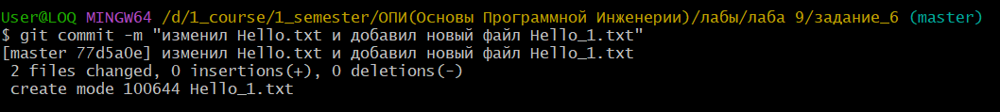 User@LOQ MINGW64 /d/1_course/1_semester/ОПИ(Основы Программной Инженерии)/лабы/лаба 9/задание_6 (master)
$ git commit -m "изменил Hello.txt и добавил новый файл Hello_1.txt"
[master 77d5a0e] изменил Hello.txt и добавил новый файл Hello_1.txt
 2 files changed, 0 insertions(+), 0 deletions(-)
 create mode 100644 Hello_1.txt